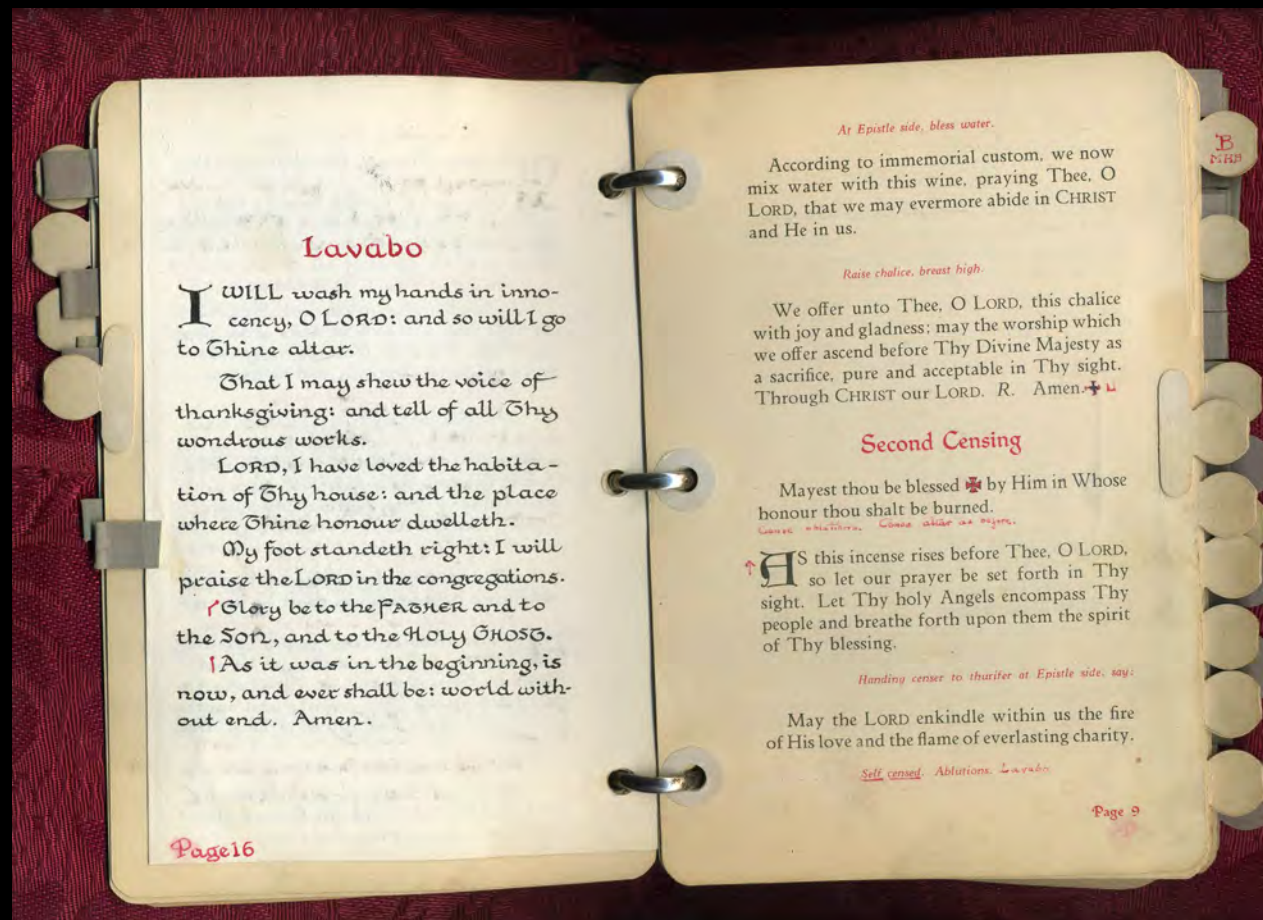 Lavabo
I WILL wash my hands in inno-
cency, O LORD: and so will I go
to Thine altar.
That I may shew the voice of
thanksgiving: and tell of all Thy
wondrous works.
LORD, I have loved the habita-
tion of Thy house: and the place
where Thine honour dwelleth.
My foot standeth right: I will
praise the LORD in the congregations.
Glory be to the FATHER and to
the SON, and to the HOLY GHOST.
As it was in the beginning, is
now, and ever shall be: world with-
out end. Amen.
Page 16
At Epistle side, bless water.
According to immemorial custom, we now
mix water with this wine, praying Thee, O
LORD, that we may evermore abide in CHRIST
and He in us.
Raise chalice, breast high.
We offer unto Thee, O LORD, this chalice
with joy and gladness; may the worship which
we offer ascend before Thy Divine Majesty as
a sacrifice, pure and acceptable in Thy sight.
Through CHRIST our LORD. R. Amen. ✠
Second Censing
Mayest thou be blessed ✠ by Him in Whose
honour thou shalt be burned.
Cense oblations. Cense altar as before.
↑ AS this incense rises before Thee, O LORD,
so let our prayer be set forth in Thy
sight. Let Thy holy Angels encompass Thy
people and breathe forth upon them the spirit
of Thy blessing.
Handing censer to thurifer at Epistle side, say:
May the LORD enkindle within us the fire
of His love and the flame of everlasting charity.
Self censed. Ablutions. Lavabo
Page 9
B